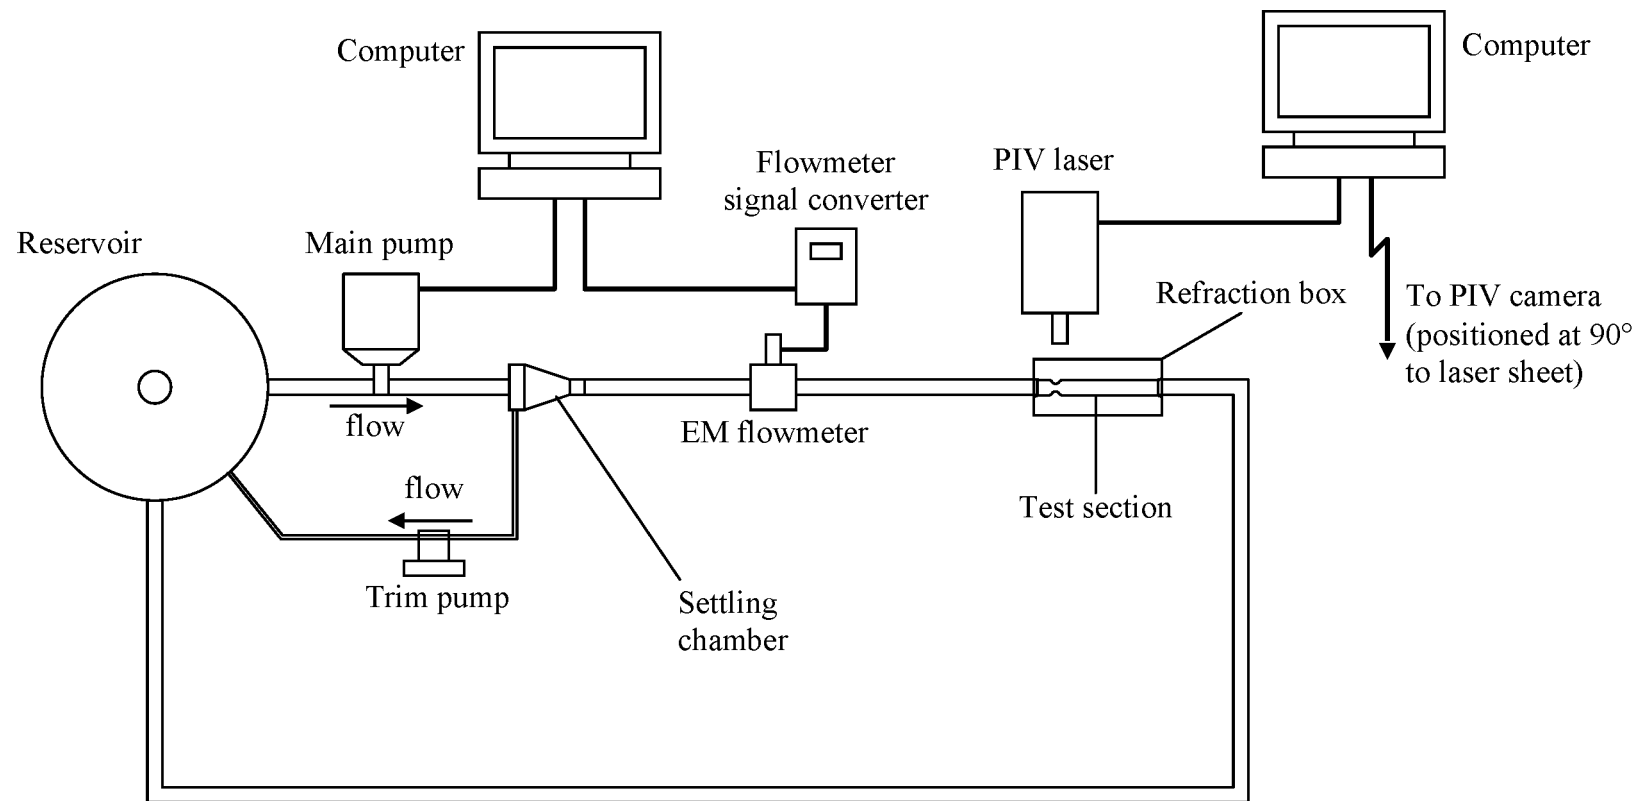 Computer
Computer
Flowmeter
signal converter
PIV laser
Reservoir
Main pump
Refraction box
To PIV camera
(positioned at 90°
to laser sheet)
flow
EM flowmeter
flow
Test section
Trim pump
Settling
chamber